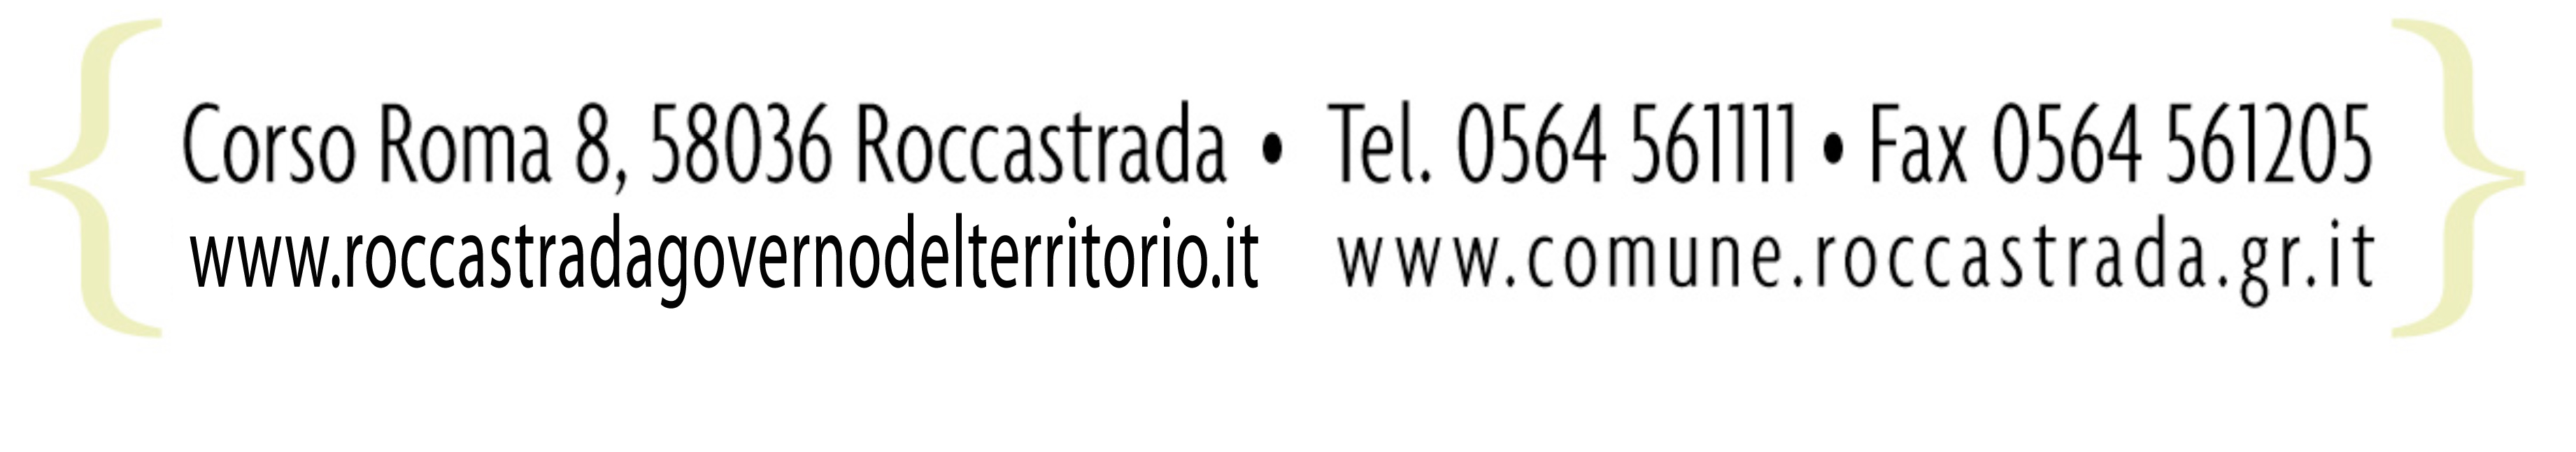 Corso Roma 8, 58036 Roccastrada • Tel. 0564 561111 • Fax 0564 561205
www.roccastradagovernodelterritorio.it www.comune.roccastrada.gr.it